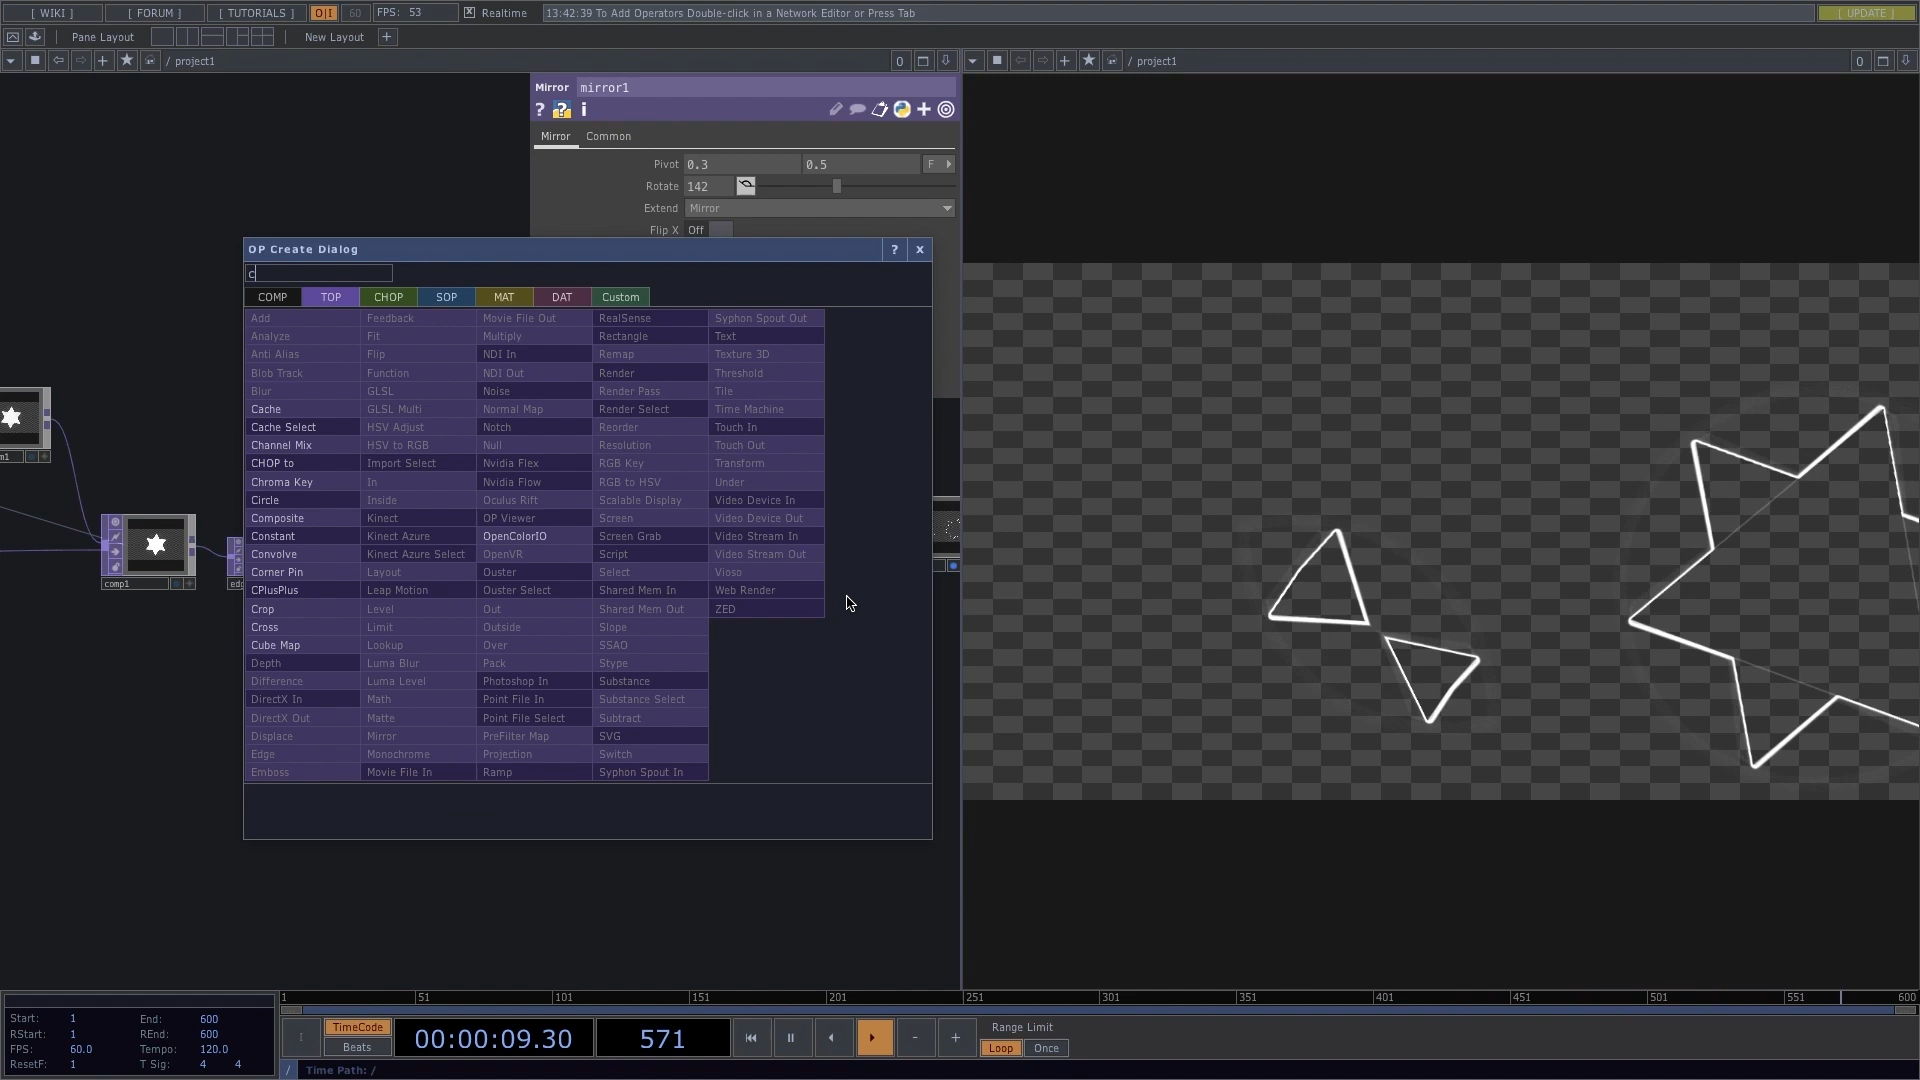 [ WIKI ] [ FORUM ] [ TUTORIALS ] O|I 60 FPS: 53 Realtime 13:42:39 To Add Operators Double-click in a Network Editor or Press Tab [ UPDATE ]
Pane Layout New Layout +
/ project1 0 / project1 0
Mirror mirror1
Mirror Common
Pivot 0.3 0.5 F
Rotate 142
Extend Mirror
Flip X Off
OP Create Dialog ? x
c
COMP TOP CHOP SOP MAT DAT Custom
Add Feedback Movie File Out RealSense Syphon Spout Out
Analyze Fit Multiply Rectangle Text
Anti Alias Flip NDI In Remap Texture 3D
Blob Track Function NDI Out Render Threshold
Blur GLSL Noise Render Pass Tile
Cache GLSL Multi Normal Map Render Select Time Machine
Cache Select HSV Adjust Notch Reorder Touch In
Channel Mix HSV to RGB Null Resolution Touch Out
CHOP to Import Select Nvidia Flex RGB Key Transform
Chroma Key In Nvidia Flow RGB to HSV Under
Circle Inside Oculus Rift Scalable Display Video Device In
Composite Kinect OP Viewer Screen Video Device Out
Constant Kinect Azure OpenColorIO Screen Grab Video Stream In
Convolve Kinect Azure Select OpenVR Script Video Stream Out
Corner Pin Layout Ouster Select Vioso
CPlusPlus Leap Motion Ouster Select Shared Mem In Web Render
Crop Level Out Shared Mem Out ZED
Cross Limit Outside Slope
Cube Map Lookup Over SSAO
Depth Luma Blur Pack Stype
Difference Luma Level Photoshop In Substance
DirectX In Math Point File In Substance Select
DirectX Out Matte Point File Select Subtract
Displace Mirror PreFilter Map SVG
Edge Monochrome Projection Switch
Emboss Movie File In Ramp Syphon Spout In
m1
comp1 edg
1 51 101 151 201 251 301 351 401 451 501 551 600
Start: 1 End: 600
RStart: 1 REnd: 600
FPS: 60.0 Tempo: 120.0
ResetF: 1 T Sig: 4 4
TimeCode
Beats
00:00:09.30 571
- +
Range Limit
Loop Once
/ Time Path: /